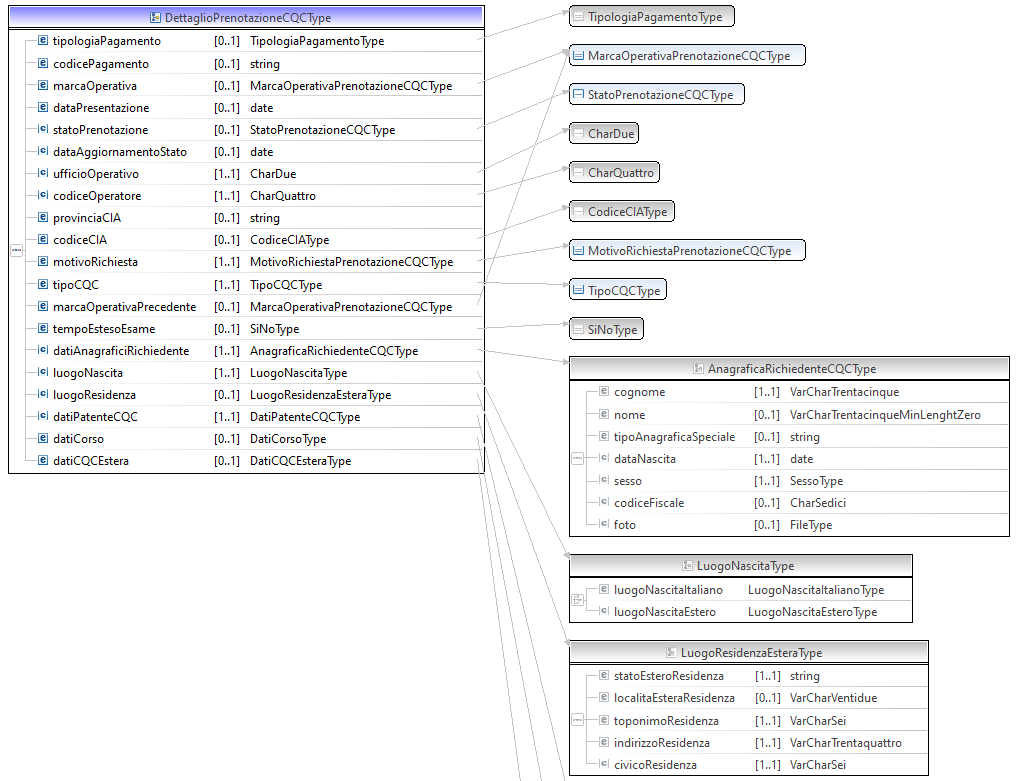 DettaglioPrenotazioneCQCType
tipologiaPagamento [0..1] TipologiaPagamentoType
codicePagamento [0..1] string
marcaOperativa [0..1] MarcaOperativaPrenotazioneCQCType
dataPresentazione [0..1] date
statoPrenotazione [0..1] StatoPrenotazioneCQCType
dataAggiornamentoStato [0..1] date
ufficioOperativo [1..1] CharDue
codiceOperatore [1..1] CharQuattro
provinciaCIA [0..1] string
codiceCIA [0..1] CodiceCIAType
motivoRichiesta [1..1] MotivoRichiestaPrenotazioneCQCType
tipoCQC [1..1] TipoCQCType
marcaOperativaPrecedente [0..1] MarcaOperativaPrenotazioneCQCType
tempoEstesoEsame [0..1] SiNoType
datiAnagraficiRichiedente [1..1] AnagraficaRichiedenteCQCType
luogoNascita [1..1] LuogoNascitaType
luogoResidenza [0..1] LuogoResidenzaEsteraType
datiPatenteCQC [1..1] DatiPatenteCQCType
datiCorso [0..1] DatiCorsoType
datiCQCEstera [0..1] DatiCQCEsteraType
TipologiaPagamentoType
MarcaOperativaPrenotazioneCQCType
StatoPrenotazioneCQCType
CharDue
CharQuattro
CodiceCIAType
MotivoRichiestaPrenotazioneCQCType
TipoCQCType
SiNoType
AnagraficaRichiedenteCQCType
cognome [1..1] VarCharTrentacinque
nome [0..1] VarCharTrentacinqueMinLenghtZero
tipoAnagraficaSpeciale [0..1] string
dataNascita [1..1] date
sesso [1..1] SessoType
codiceFiscale [0..1] CharSedici
foto [0..1] FileType
LuogoNascitaType
luogoNascitaItaliano LuogoNascitaItalianoType
luogoNascitaEstero LuogoNascitaEsteroType
LuogoResidenzaEsteraType
statoEsteroResidenza [1..1] string
localitaEsteraResidenza [0..1] VarCharVentidue
toponimoResidenza [1..1] VarCharSei
indirizzoResidenza [1..1] VarCharTrentaquattro
civicoResidenza [1..1] VarCharSei